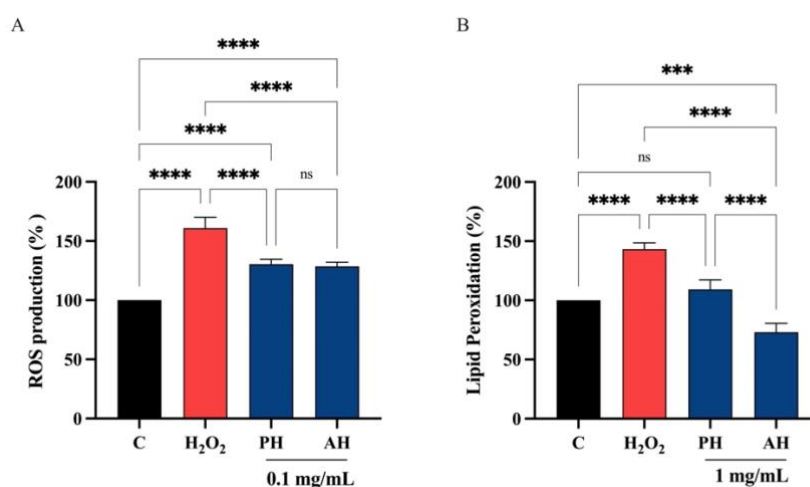 A
****
****
****
**** **** ns
ROS production (%)
200
150
100
50
0
C H₂O₂ PH AH
0.1 mg/mL
B
***
****
ns
**** **** ****
Lipid Peroxidation (%)
200
150
100
50
0
C H₂O₂ PH AH
1 mg/mL